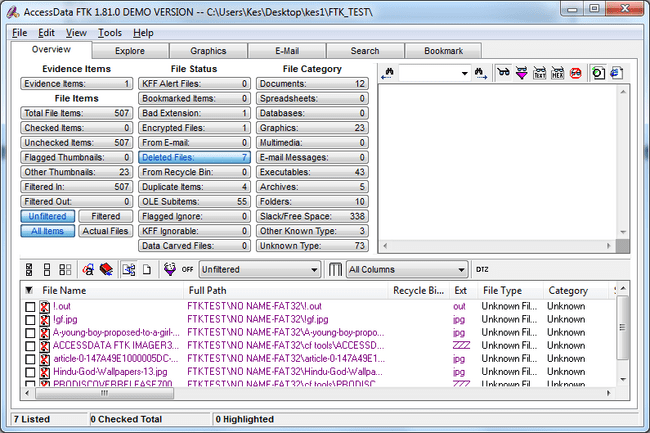 AccessData FTK 1.81.0 DEMO VERSION -- C:\Users\Kes\Desktop\kes1\FTK_TEST\
File Edit View Tools Help
Overview Explore Graphics E-Mail Search Bookmark
Evidence Items File Status File Category
Evidence Items: 1 KFF Alert Files: 0 Documents: 12
File Items Bookmarked Items: 0 Spreadsheets: 0
Total File Items: 507 Bad Extension: 1 Databases: 0
Checked Items: 0 Encrypted Files: 1 Graphics: 23
Unchecked Items: 507 From E-mail: 0 Multimedia: 0
Flagged Thumbnails: 0 Deleted Files: 7 E-mail Messages: 0
Other Thumbnails: 23 From Recycle Bin: 0 Executables: 43
Filtered In: 507 Duplicate Items: 4 Archives: 5
Filtered Out: 0 OLE Subitems: 55 Folders: 10
Unfiltered Filtered Flagged Ignore: 0 Slack/Free Space: 338
All Items Actual Files KFF Ignorable: 0 Other Known Type: 3
Data Carved Files: 0 Unknown Type: 73
TEXT HEX
OFF Unfiltered All Columns DTZ
File Name Full Path Recycle Bi... Ext File Type Category S
!.out FTKTEST\NO NAME-FAT32\!.out out Unknown Fil... Unknown
!gf.jpg FTKTEST\NO NAME-FAT32\!gf.jpg jpg Unknown Fil... Unknown
A-young-boy-proposed-to-a-girl-... FTKTEST\NO NAME-FAT32\A-young-boy-propo... jpg Unknown Fil... Unknown
ACCESSDATA FTK IMAGER3... FTKTEST\NO NAME-FAT32\cf tools\ACCESSD... ZZZ Unknown Fil... Unknown
article-0-147A49E1000005DC-... FTKTEST\NO NAME-FAT32\article-0-147A49E1... jpg Unknown Fil... Unknown
Hindu-God-Wallpapers-13.jpg FTKTEST\NO NAME-FAT32\Hindu-God-Wallpap... jpg Unknown Fil... Unknown
PRODISCOVERRELEASE700... FTKTEST\NO NAME-FAT32\cf tools\PRODISC... ZZZ Unknown Fil... Unknown
7 Listed 0 Checked Total 0 Highlighted